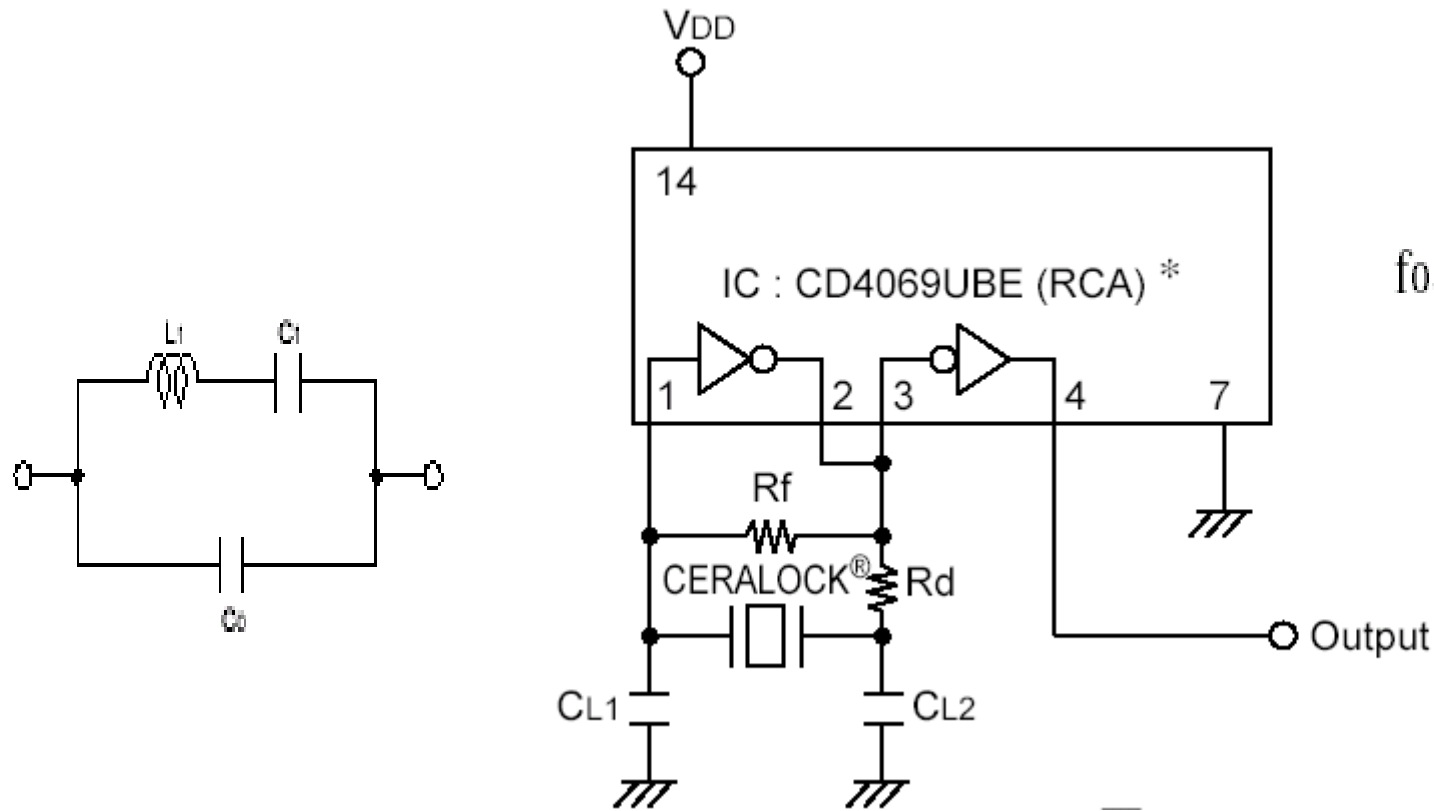 VDD
14
IC : CD4069UBE (RCA) *
f0
L1 C1
1 2 3 4 7
Rf
CERALOCK® Rd
C0
Output
CL1 CL2